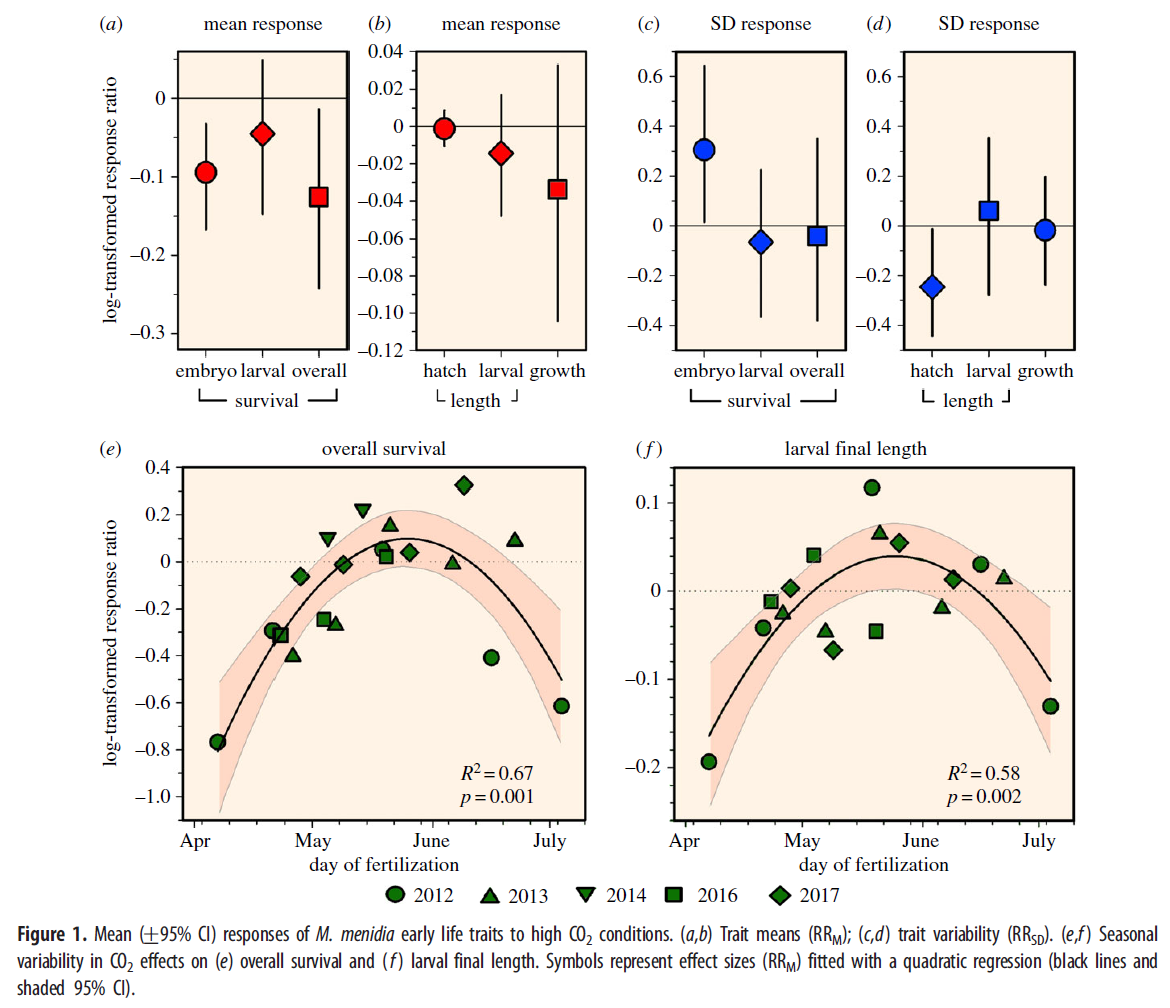 (a) mean response (b) mean response (c) SD response (d) SD response
log-transformed response ratio
0
–0.1
–0.2
–0.3
0.04
0.02
0
–0.02
–0.04
–0.06
–0.08
–0.10
–0.12
0.6
0.4
0.2
0
–0.2
–0.4
0.6
0.4
0.2
0
–0.2
–0.4
embryo larval overall hatch larval growth embryo larval overall hatch larval growth
survival length survival length
(e) overall survival
log-transformed response ratio
0.4
0.2
0
–0.2
–0.4
–0.6
–0.8
–1.0
R² = 0.67
p = 0.001
Apr May June July
day of fertilization
(f) larval final length
0.1
0
–0.1
–0.2
R² = 0.58
p = 0.002
Apr May June July
day of fertilization
2012 2013 2014 2016 2017
Figure 1. Mean (±95% CI) responses of M. menidia early life traits to high CO₂ conditions. (a,b) Trait means (RR_M); (c,d) trait variability (RR_SD). (e,f) Seasonal
variability in CO₂ effects on (e) overall survival and (f) larval final length. Symbols represent effect sizes (RR_M) fitted with a quadratic regression (black lines and
shaded 95% CI).